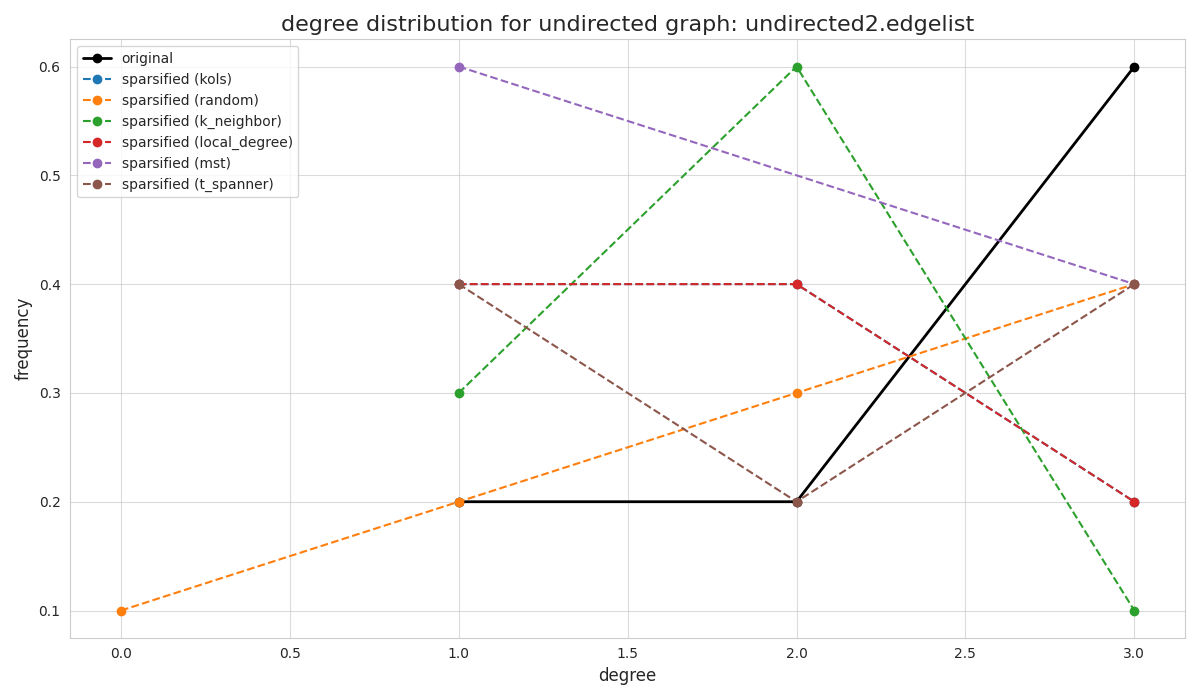 degree distribution for undirected graph: undirected2.edgelist
original
sparsified (kols)
sparsified (random)
sparsified (k_neighbor)
sparsified (local_degree)
sparsified (mst)
sparsified (t_spanner)
frequency
0.6
0.5
0.4
0.3
0.2
0.1
0.0 0.5 1.0 1.5 2.0 2.5 3.0
degree